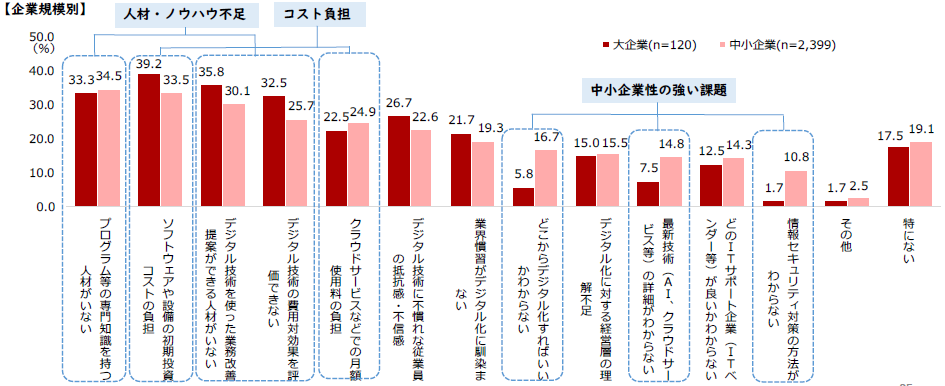 【企業規模別】
人材・ノウハウ不足
コスト負担
50.0
(%)
40.0
30.0
20.0
10.0
0.0
■大企業(n=120)
■中小企業(n=2,399)
中小企業性の強い課題
33.3
34.5
39.2
33.5
35.8
30.1
32.5
25.7
22.5
24.9
26.7
22.6
21.7
19.3
5.8
16.7
15.0
15.5
7.5
14.8
12.5
14.3
1.7
10.8
1.7
2.5
17.5
19.1
プログラム等の専門知識を持つ
人材がいない
ソフトウェアや設備の初期投資
コストの負担
デジタル技術を使った業務改善
提案ができる人材がいない
デジタル技術の費用対効果を評
価できない
クラウドサービスなどでの月額
使用料の負担
デジタル技術に不慣れな従業員
の抵抗感・不信感
業界慣習がデジタル化に馴染ま
ない
どこからデジタル化すればいい
かわからない
デジタル化に対する経営層の理
解不足
最新技術（ＡＩ、クラウドサー
ビス等）の詳細がわからない
どのＩＴサポート企業（ＩＴベ
ンダー等）が良いかわからない
情報セキュリティ対策の方法が
わからない
その他
特にない